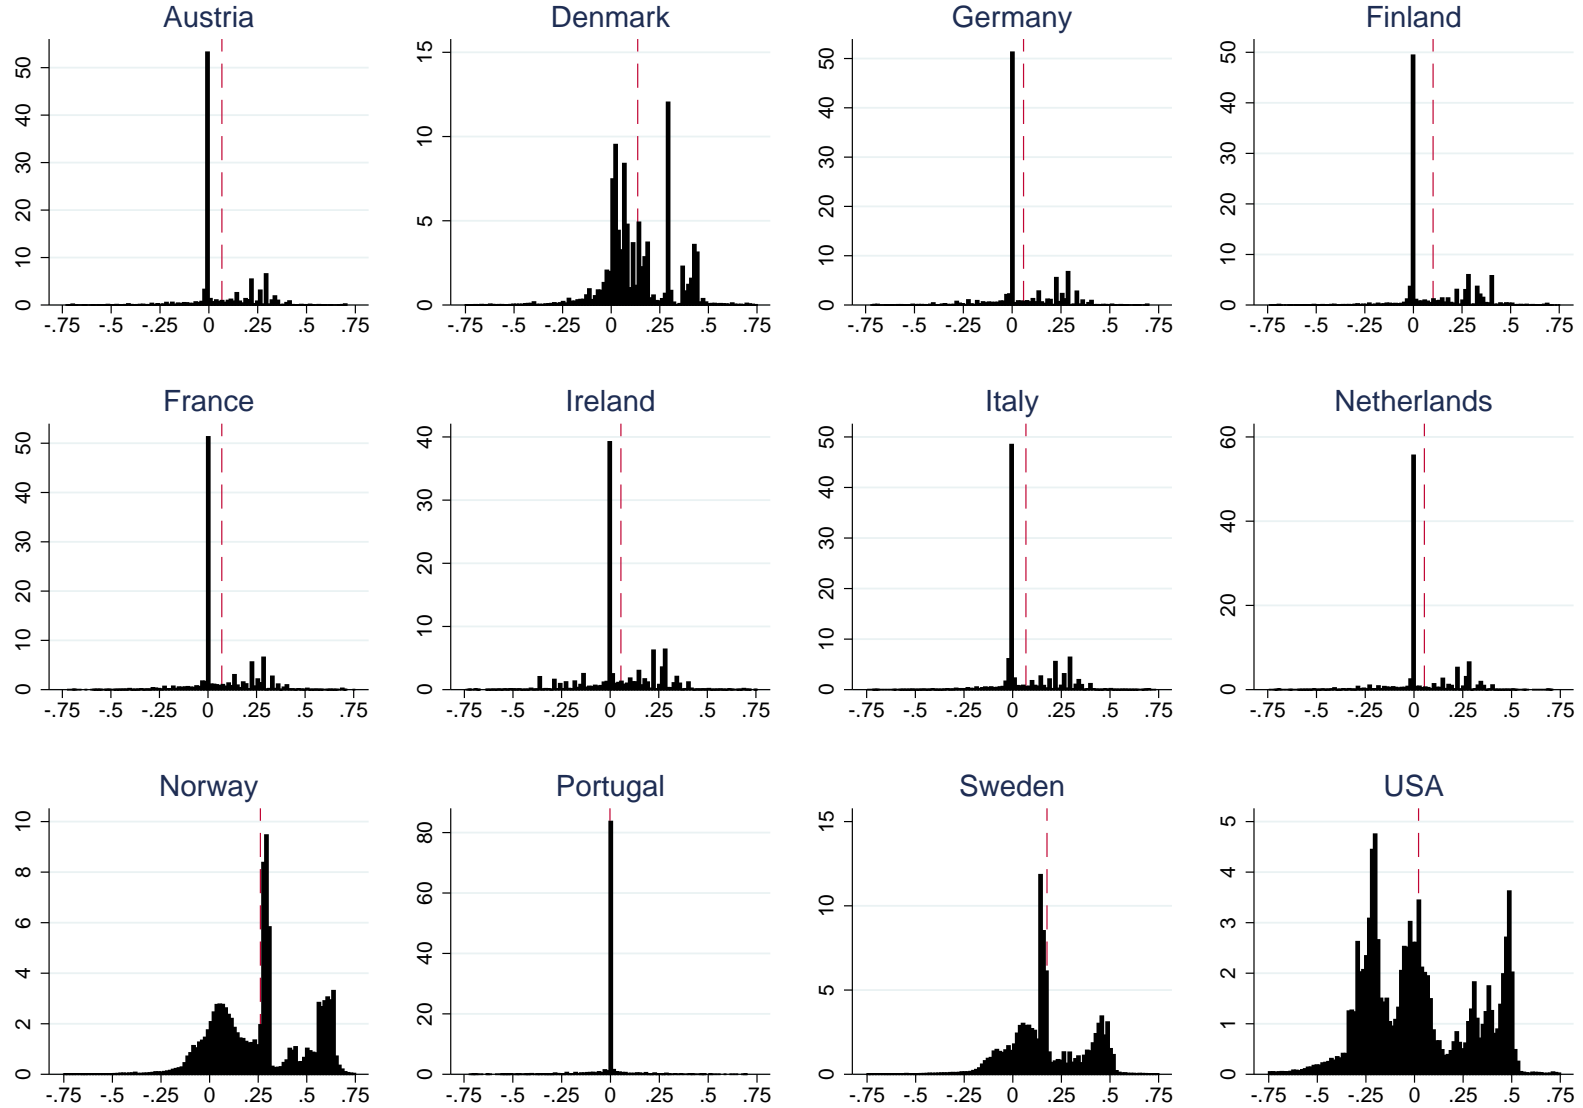 Austria Denmark Germany Finland
0 10 20 30 40 50
-.75 -.5 -.25 0 .25 .5 .75
0 5 10 15
-.75 -.5 -.25 0 .25 .5 .75
0 10 20 30 40 50
-.75 -.5 -.25 0 .25 .5 .75
0 10 20 30 40 50
-.75 -.5 -.25 0 .25 .5 .75
France Ireland Italy Netherlands
0 10 20 30 40 50
-.75 -.5 -.25 0 .25 .5 .75
0 10 20 30 40
-.75 -.5 -.25 0 .25 .5 .75
0 10 20 30 40 50
-.75 -.5 -.25 0 .25 .5 .75
0 20 40 60
-.75 -.5 -.25 0 .25 .5 .75
Norway Portugal Sweden USA
0 2 4 6 8 10
-.75 -.5 -.25 0 .25 .5 .75
0 20 40 60 80
-.75 -.5 -.25 0 .25 .5 .75
0 5 10 15
-.75 -.5 -.25 0 .25 .5 .75
0 1 2 3 4 5
-.75 -.5 -.25 0 .25 .5 .75